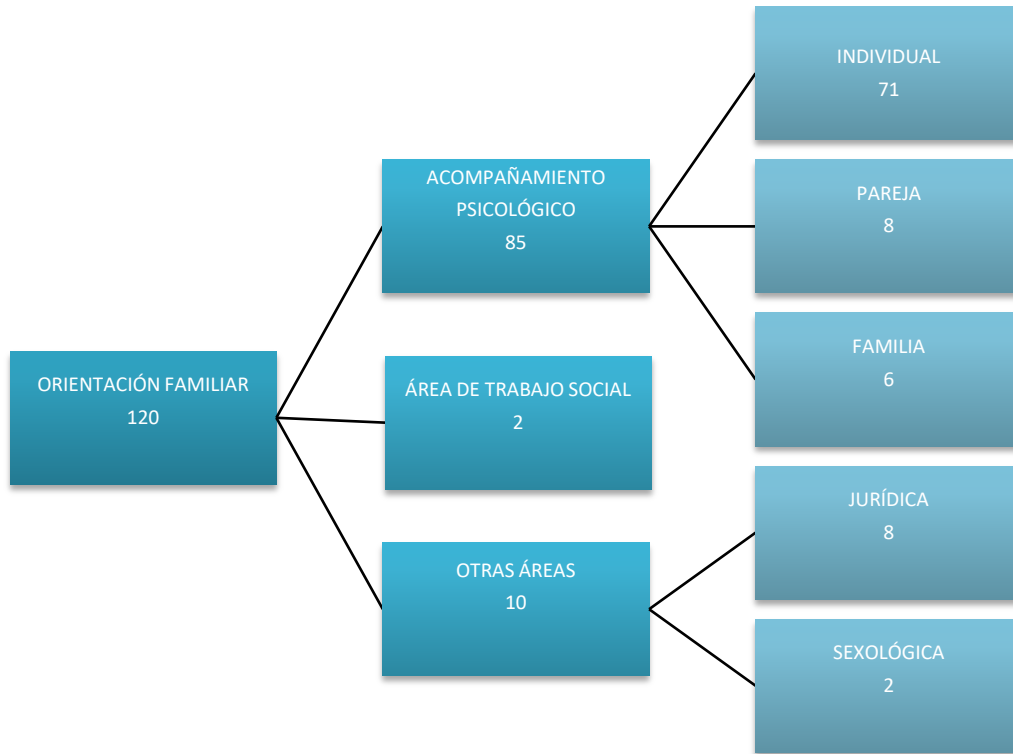 ORIENTACIÓN FAMILIAR
120
ACOMPAÑAMIENTO
PSICOLÓGICO
85
ÁREA DE TRABAJO SOCIAL
2
OTRAS ÁREAS
10
INDIVIDUAL
71
PAREJA
8
FAMILIA
6
JURÍDICA
8
SEXOLÓGICA
2